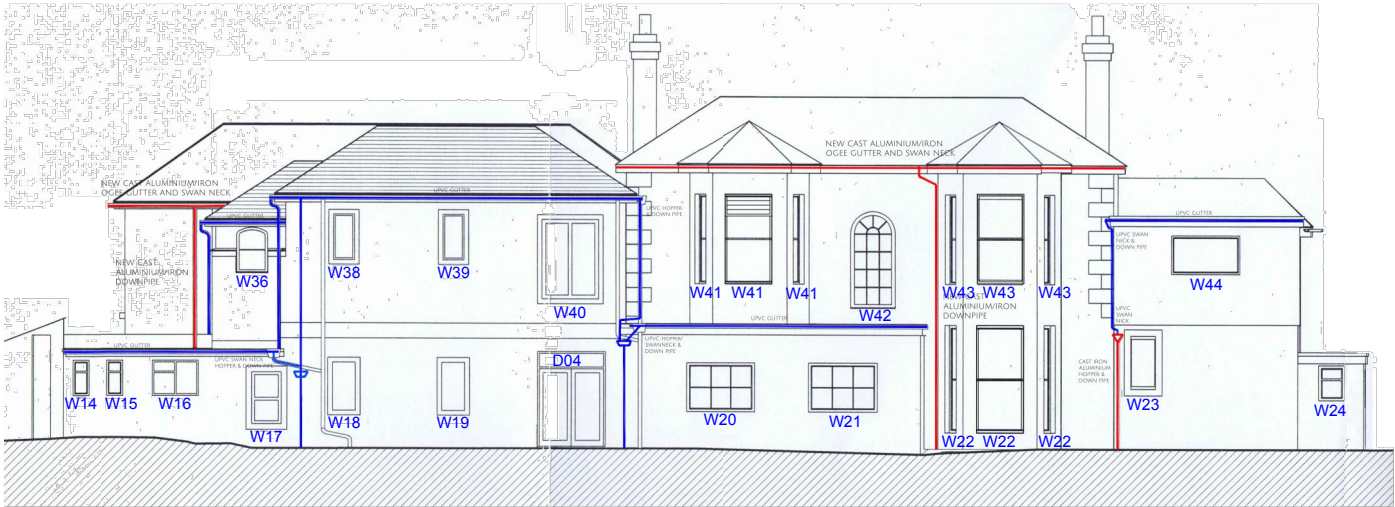 NEW CAST ALUMINIUM/IRON
OGEE GUTTER AND SWAN NECK
NEW CAST ALUMINIUM/IRON
OGEE GUTTER AND SWAN NECK
UPVC GUTTER
UPVC HOPPER
& DOWN PIPE
UPVC GUTTER
UPVC GUTTER
UPVC SWAN
NICK &
DOWN PIPE
NEW CAST
ALUMINIUM/IRON
DOWNPIPE
W36
W38
W39
W40
W41
W41
W41
W42
W43
W43
W43
W44
NEW CAST
ALUMINIUM/IRON
DOWNPIPE
UPVC
SWAN
NICK
UPVC GUTTER
UPVC GUTTER
UPVC SWAN NECK
HOPPER & DOWN PIPE
UPVC HOPPER/
SWANNECK &
DOWN PIPE
CAST IRON
ALUMINIUM
HOPPER &
DOWN PIPE
D04
W14
W15
W16
W17
W18
W19
W20
W21
W22
W22
W22
W23
W24